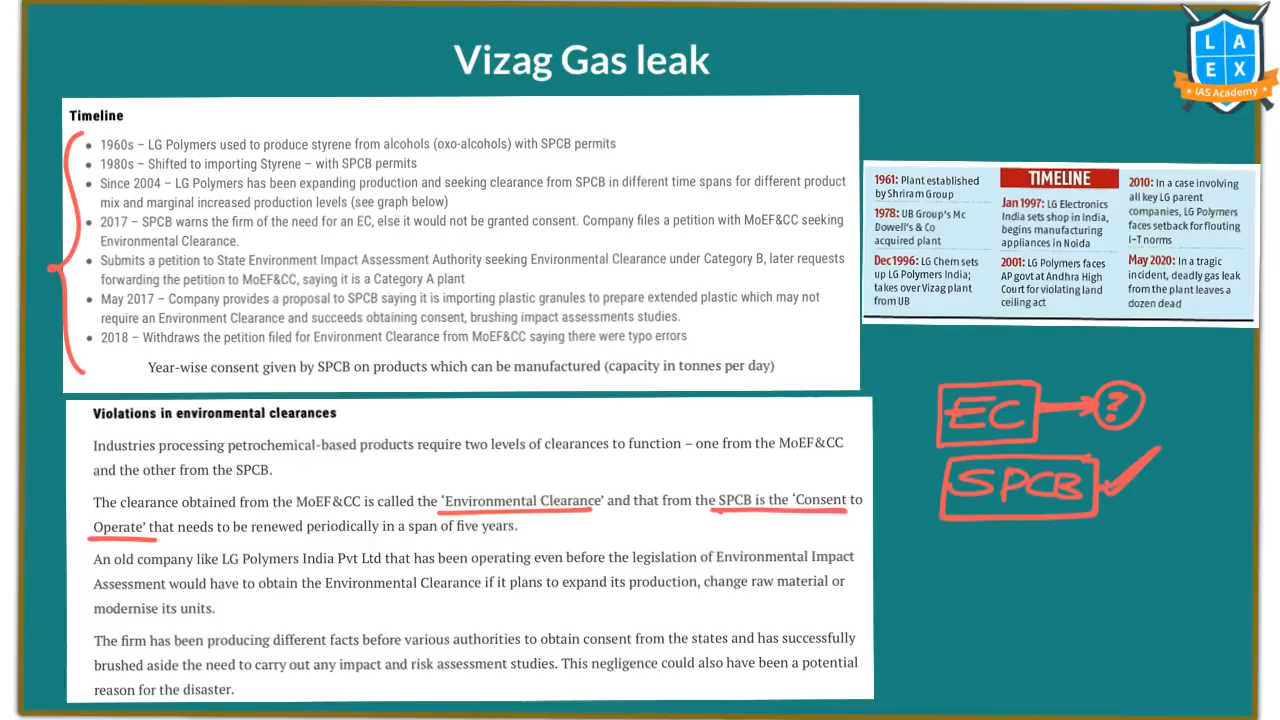 Vizag Gas leak
L A
E X
IAS Academy
Timeline
1960s – LG Polymers used to produce styrene from alcohols (oxo-alcohols) with SPCB permits
1980s – Shifted to importing Styrene – with SPCB permits
Since 2004 – LG Polymers has been expanding production and seeking clearance from SPCB in different time spans for different product
mix and marginal increased production levels (see graph below)
2017 – SPCB warns the firm of the need for an EC, else it would not be granted consent. Company files a petition with MoEF&CC seeking
Environmental Clearance.
Submits a petition to State Environment Impact Assessment Authority seeking Environmental Clearance under Category B, later requests
forwarding the petition to MoEF&CC, saying it is a Category A plant
May 2017 – Company provides a proposal to SPCB saying it is importing plastic granules to prepare extended plastic which may not
require an Environment Clearance and succeeds obtaining consent, brushing impact assessments studies.
2018 – Withdraws the petition filed for Environment Clearance from MoEF&CC saying there were typo errors
Year-wise consent given by SPCB on products which can be manufactured (capacity in tonnes per day)
1961: Plant established
by Shriram Group
1978: UB Group's Mc
Dowell's & Co
acquired plant
Dec1996: LG Chem sets
up LG Polymers India;
takes over Vizag plant
from UB
TIMELINE
Jan 1997: LG Electronics
India sets shop in India,
begins manufacturing
appliances in Noida
2001: LG Polymers faces
AP govt at Andhra High
Court for violating land
ceiling act
2010: In a case involving
all key LG parent
companies, LG Polymers
faces setback for flouting
I-T norms
May 2020: In a tragic
incident, deadly gas leak
from the plant leaves a
dozen dead
EC ?
SPCB
Violations in environmental clearances
Industries processing petrochemical-based products require two levels of clearances to function – one from the MoEF&CC
and the other from the SPCB.
The clearance obtained from the MoEF&CC is called the ‘Environmental Clearance’ and that from the SPCB is the ‘Consent to
Operate’ that needs to be renewed periodically in a span of five years.
An old company like LG Polymers India Pvt Ltd that has been operating even before the legislation of Environmental Impact
Assessment would have to obtain the Environmental Clearance if it plans to expand its production, change raw material or
modernise its units.
The firm has been producing different facts before various authorities to obtain consent from the states and has successfully
brushed aside the need to carry out any impact and risk assessment studies. This negligence could also have been a potential
reason for the disaster.